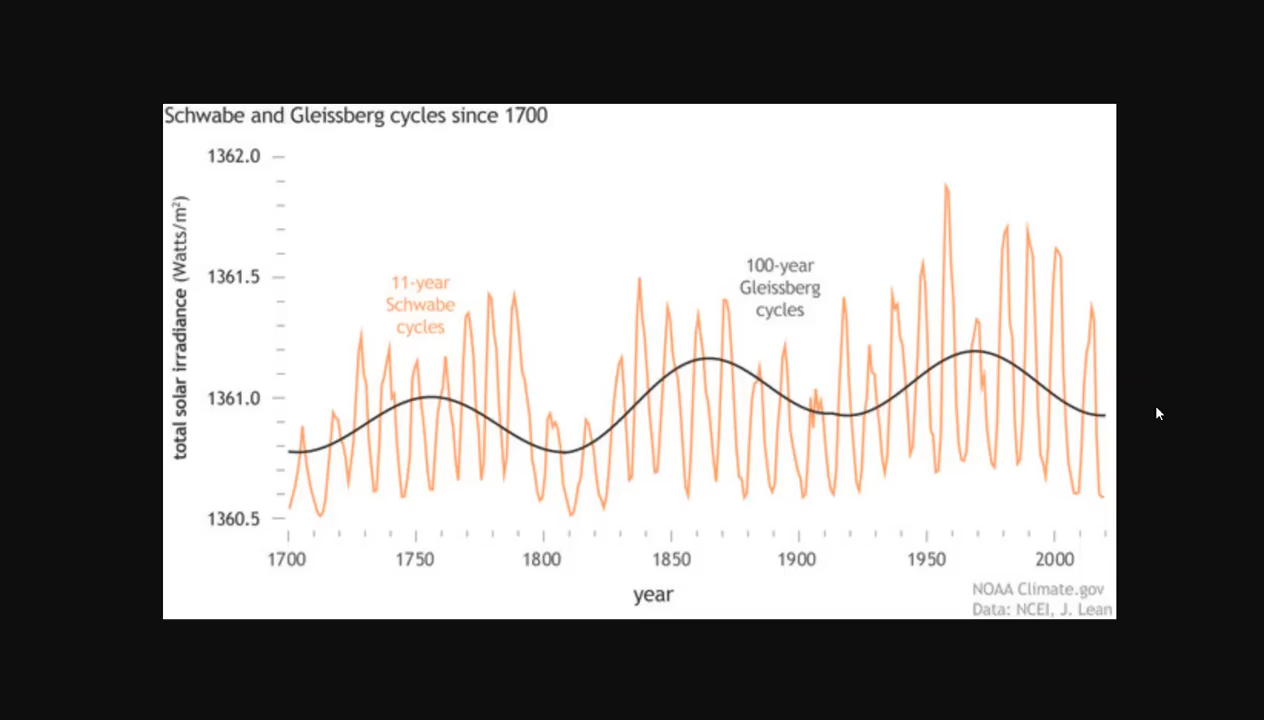 Schwabe and Gleissberg cycles since 1700
1362.0
1361.5
1361.0
1360.5
total solar irradiance (Watts/m²)
11-year
Schwabe
cycles
100-year
Gleissberg
cycles
1700 1750 1800 1850 1900 1950 2000
year
NOAA Climate.gov
Data: NCEI, J. Lean